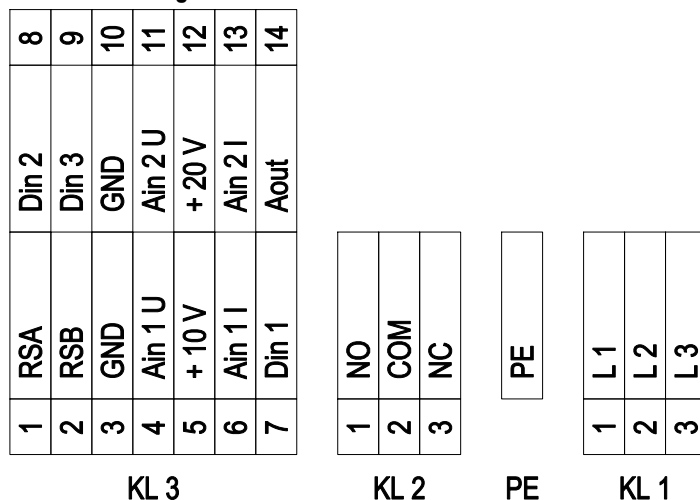 8 9 10 11 12 13 14
Din 2 Din 3 GND Ain 2 U + 20 V Ain 2 I Aout
RSA RSB GND Ain 1 U + 10 V Ain 1 I Din 1
1 2 3 4 5 6 7
NO COM NC
1 2 3
PE
L 1 L 2 L 3
1 2 3
KL 3 KL 2 PE KL 1